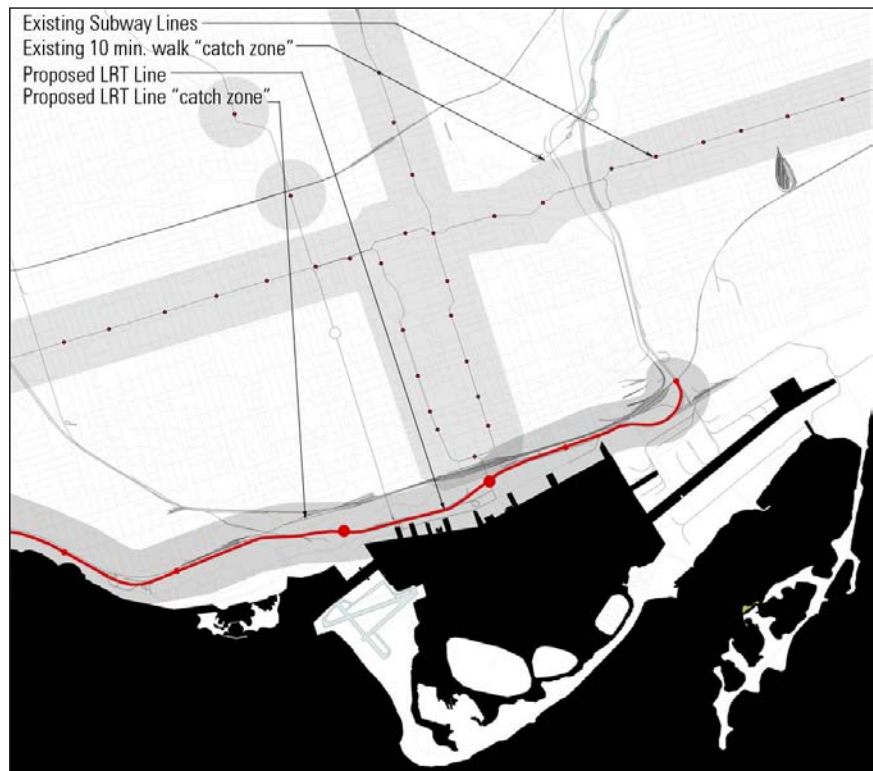 Existing Subway Lines
Existing 10 min. walk “catch zone”
Proposed LRT Line
Proposed LRT Line “catch zone”